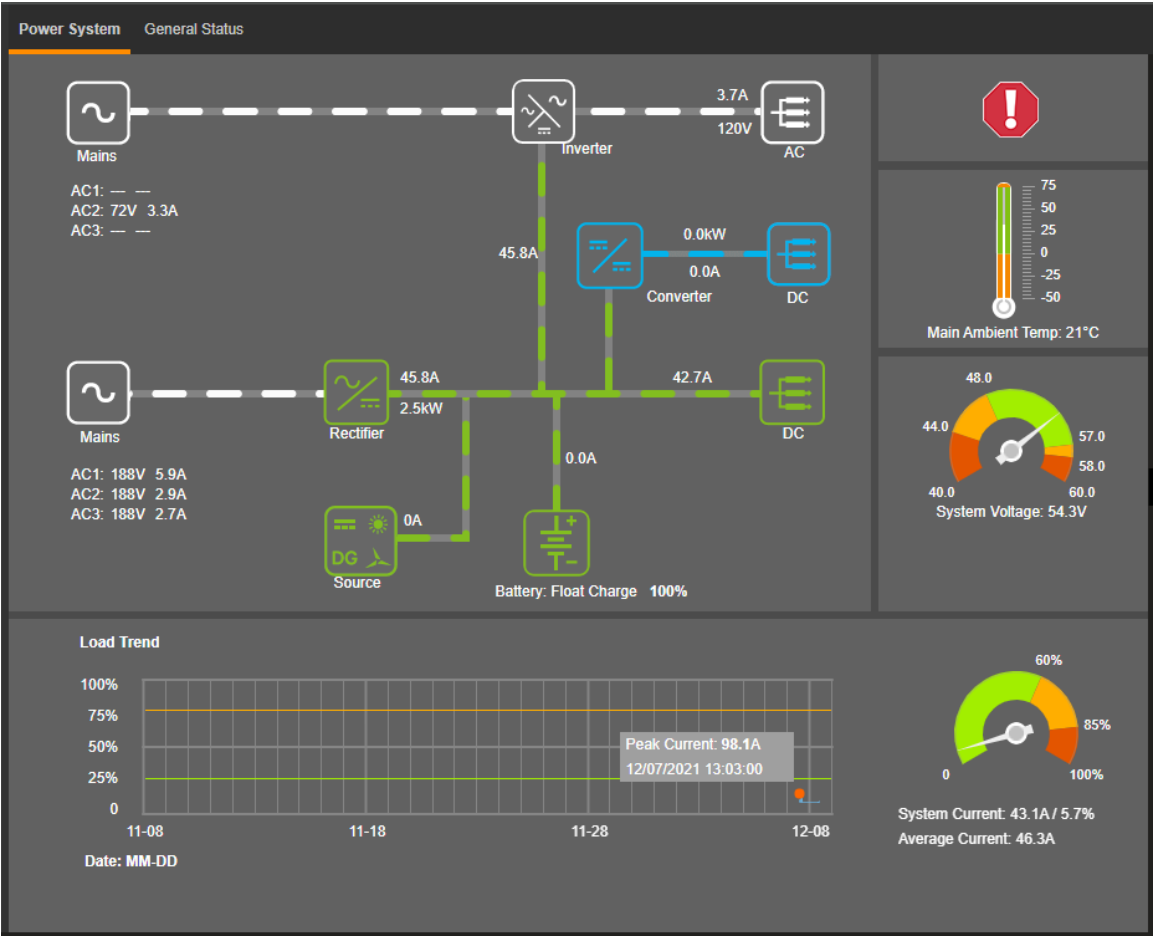 Power System General Status
Mains
Inverter
3.7A
120V
AC
AC1: --- ---
AC2: 72V 3.3A
AC3: --- ---
45.8A
0.0kW
0.0A
Converter
DC
Mains
AC1: 188V 5.9A
AC2: 188V 2.9A
AC3: 188V 2.7A
45.8A
2.5kW
Rectifier
42.7A
DC
0.0A
0A
DG
Source
Battery: Float Charge 100%
75
50
25
0
-25
-50
Main Ambient Temp: 21°C
48.0
44.0
57.0
58.0
40.0
60.0
System Voltage: 54.3V
Load Trend
100%
75%
50%
25%
0
Peak Current: 98.1A
12/07/2021 13:03:00
11-08
11-18
11-28
12-08
Date: MM-DD
60%
85%
0
100%
System Current: 43.1A / 5.7%
Average Current: 46.3A